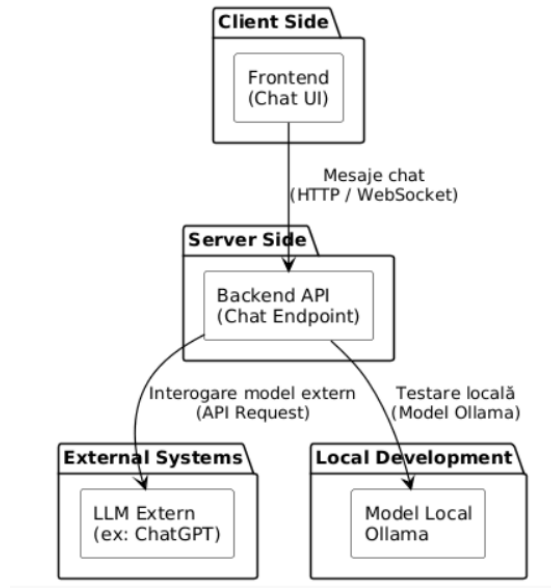 Client Side
Frontend
(Chat UI)
Mesaje chat
(HTTP / WebSocket)
Server Side
Backend API
(Chat Endpoint)
Interogare model extern
(API Request)
Testare locală
(Model Ollama)
External Systems
LLM Extern
(ex: ChatGPT)
Local Development
Model Local
Ollama